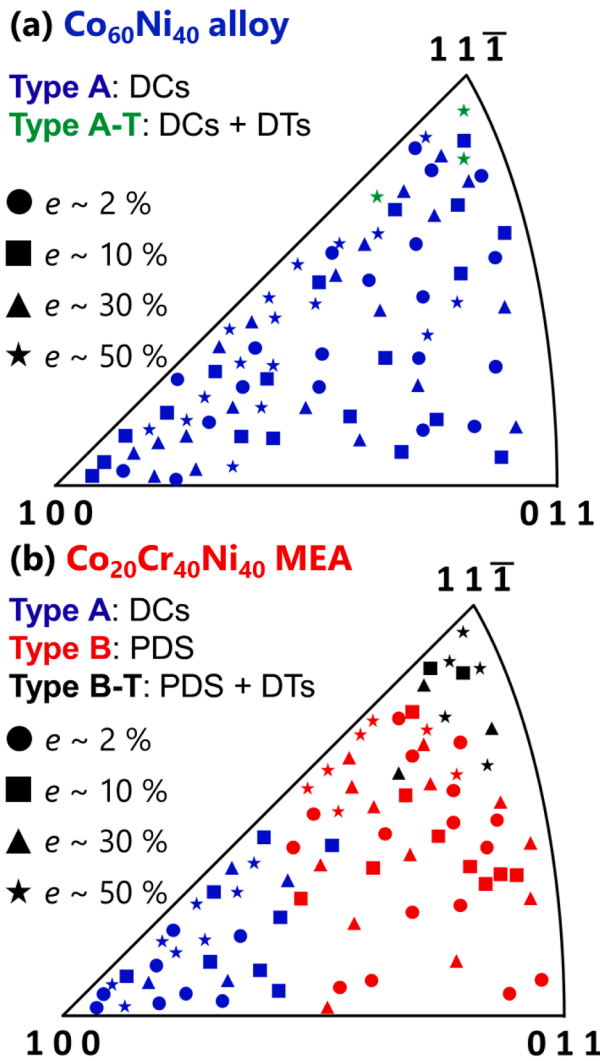 (a) Co₆₀Ni₄₀ alloy
1 1 1̅
Type A: DCs
Type A-T: DCs + DTs
e ~ 2 %
e ~ 10 %
e ~ 30 %
e ~ 50 %
1 0 0
0 1 1
(b) Co₂₀Cr₄₀Ni₄₀ MEA
1 1 1̅
Type A: DCs
Type B: PDS
Type B-T: PDS + DTs
e ~ 2 %
e ~ 10 %
e ~ 30 %
e ~ 50 %
1 0 0
0 1 1